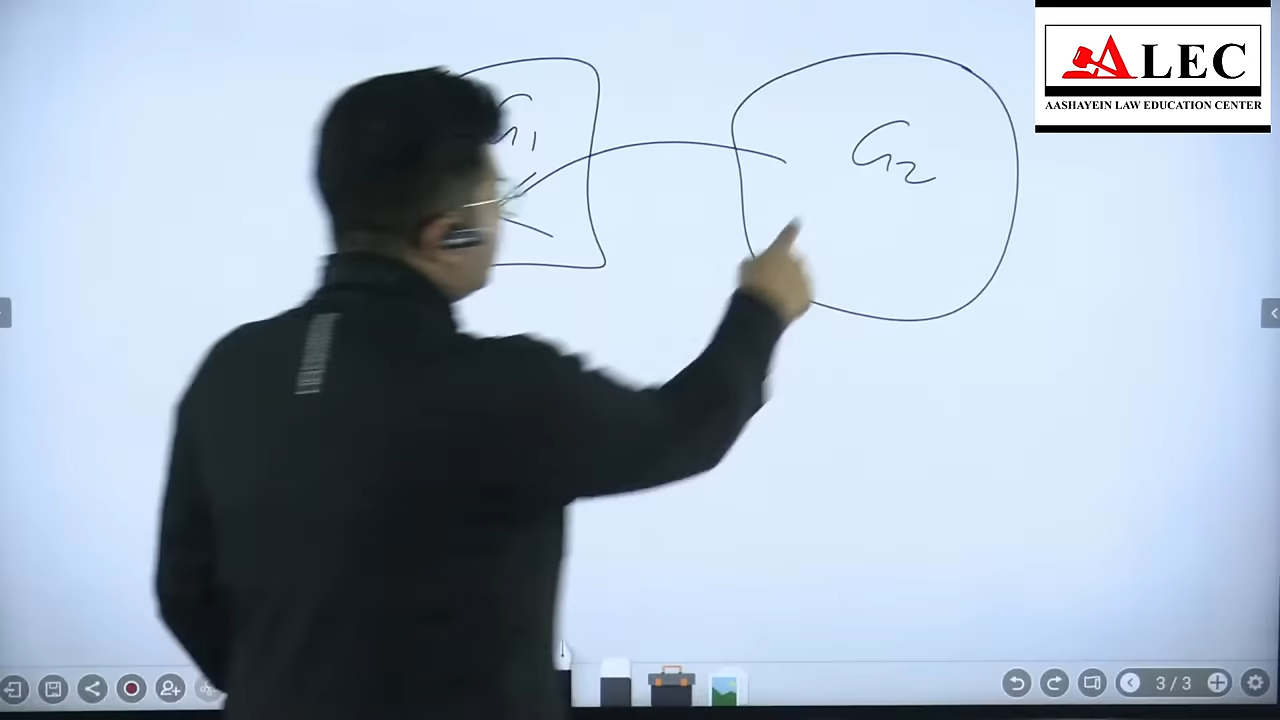 ALEC
AASHAYEIN LAW EDUCATION CENTER
G1
G2
3 / 3